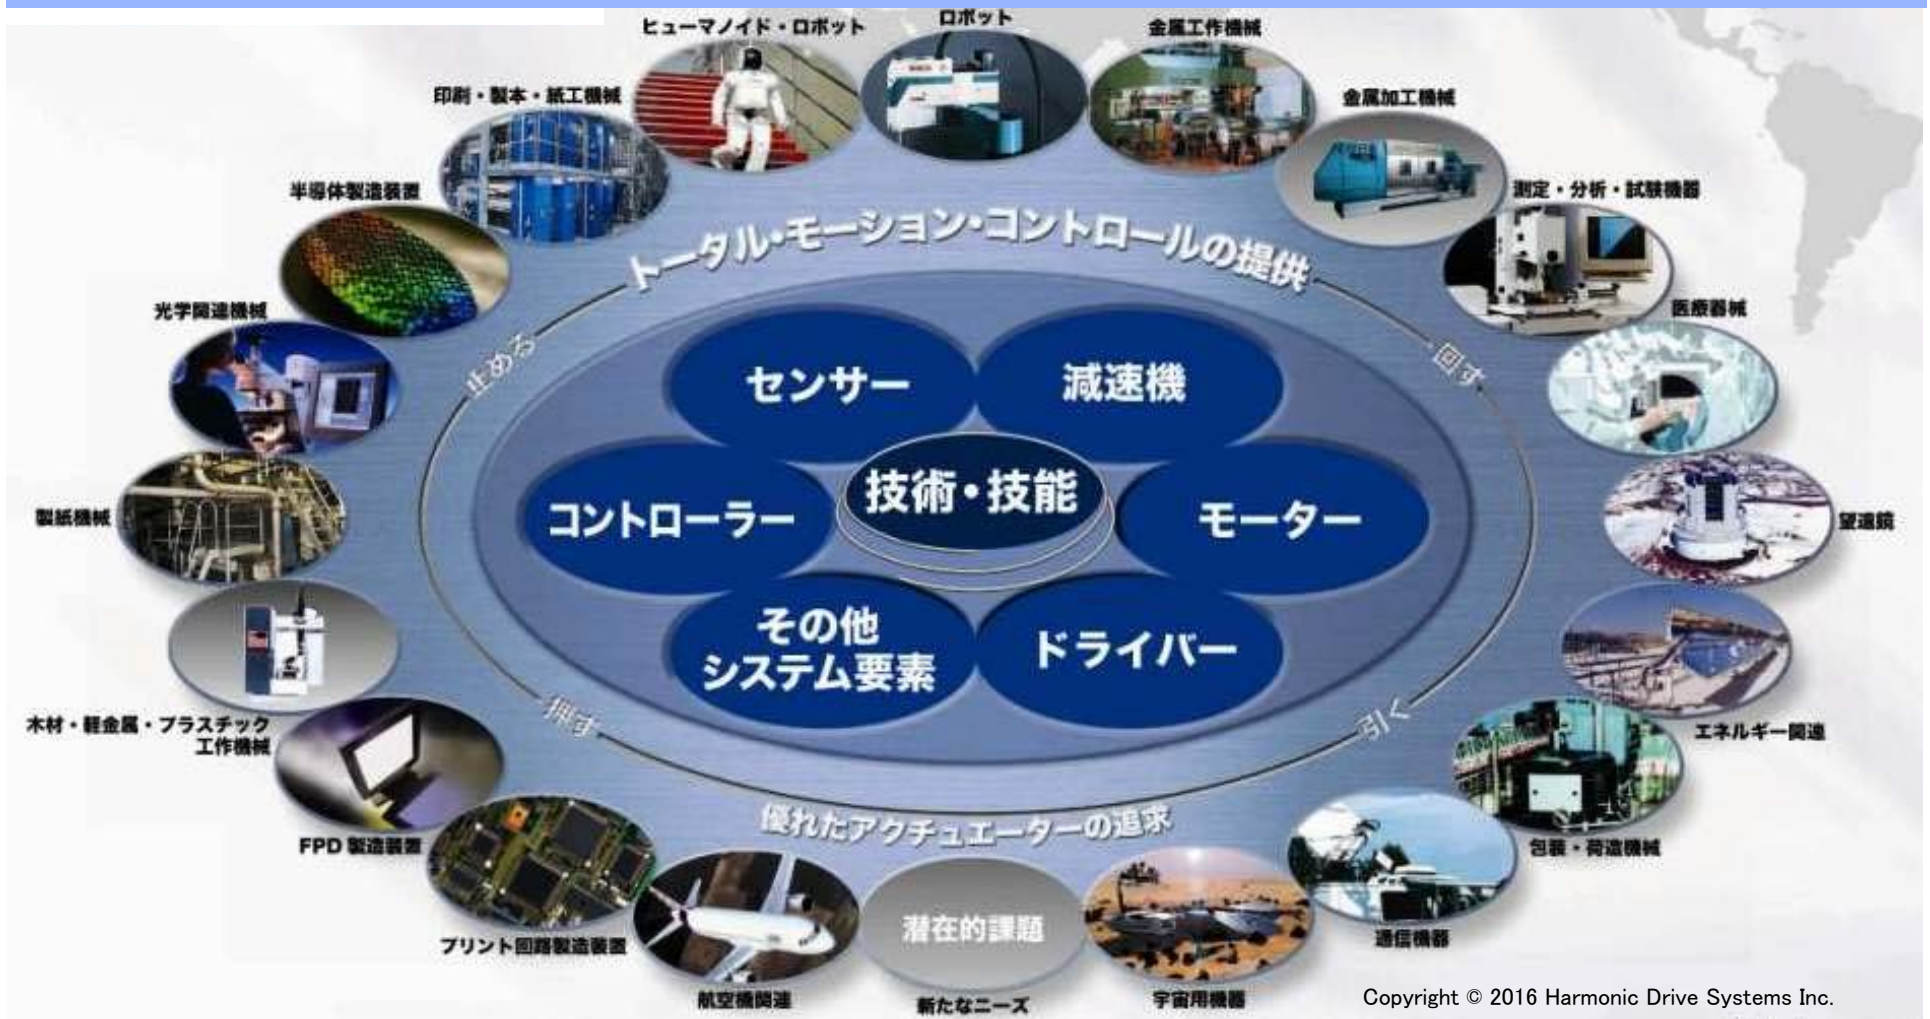 ヒューマノイド・ロボット
ロボット
金属工作機械
印刷・製本・紙工機械
金属加工機械
半導体製造装置
測定・分析・試験機器
トータル・モーション・コントロールの提供
光学関連機械
医療器械
止める
回す
センサー
減速機
製紙機械
コントローラー
技術・技能
モーター
望遠鏡
その他
システム要素
ドライバー
木材・軽金属・プラスチック
工作機械
押す
引く
エネルギー関連
優れたアクチュエーターの追求
FPD 製造装置
包装・荷造機械
プリント回路製造装置
潜在的課題
通信機器
航空機関連
新たなニーズ
宇宙用機器
Copyright © 2016 Harmonic Drive Systems Inc.